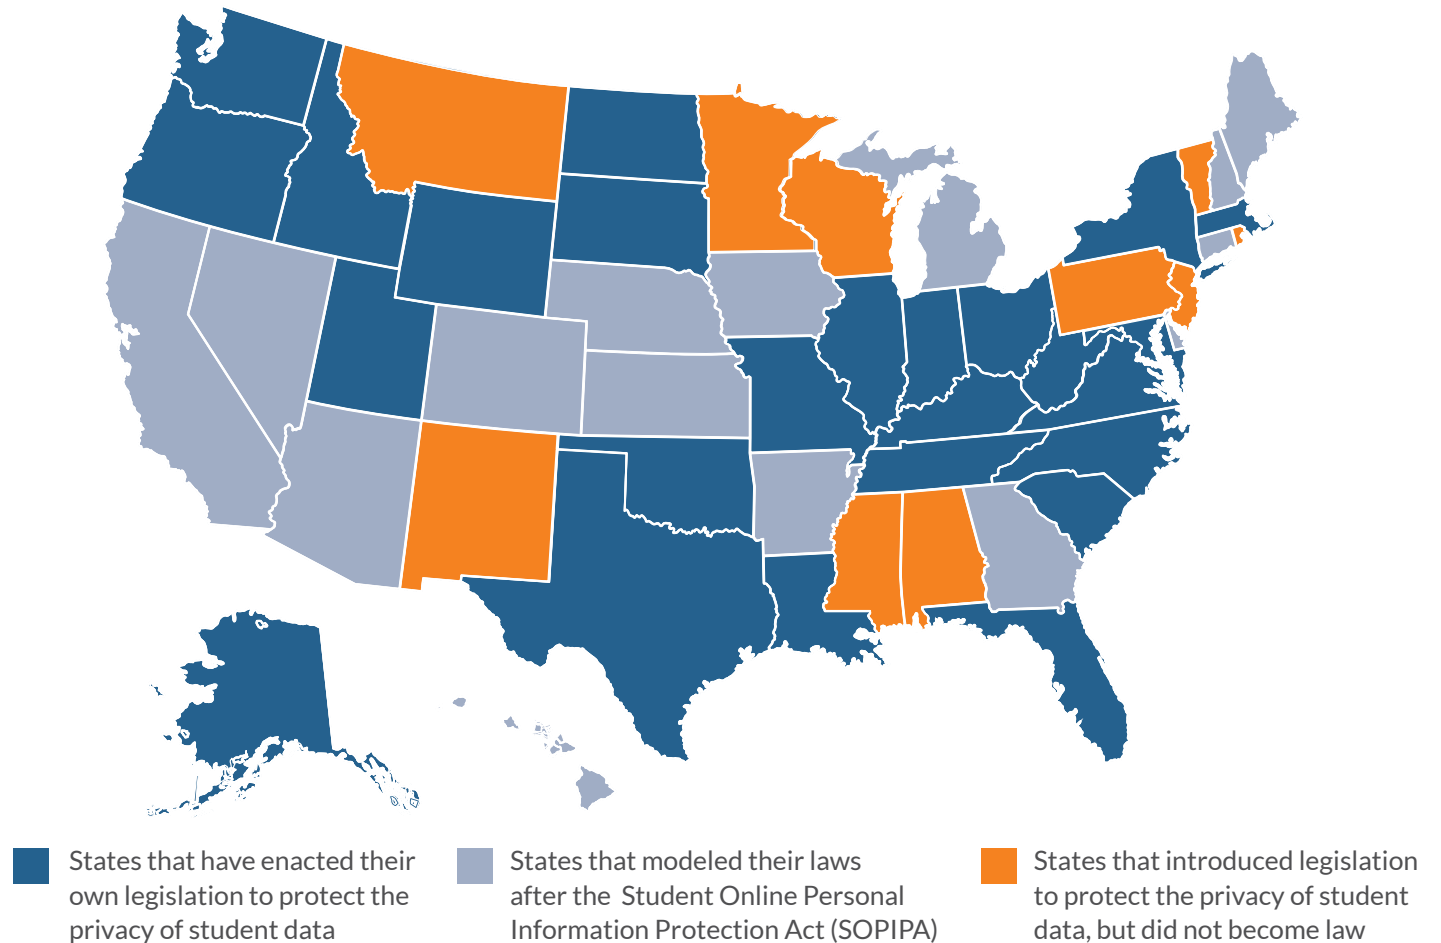 States that have enacted their
own legislation to protect the
privacy of student data
States that modeled their laws
after the Student Online Personal
Information Protection Act (SOPIPA)
States that introduced legislation
to protect the privacy of student
data, but did not become law